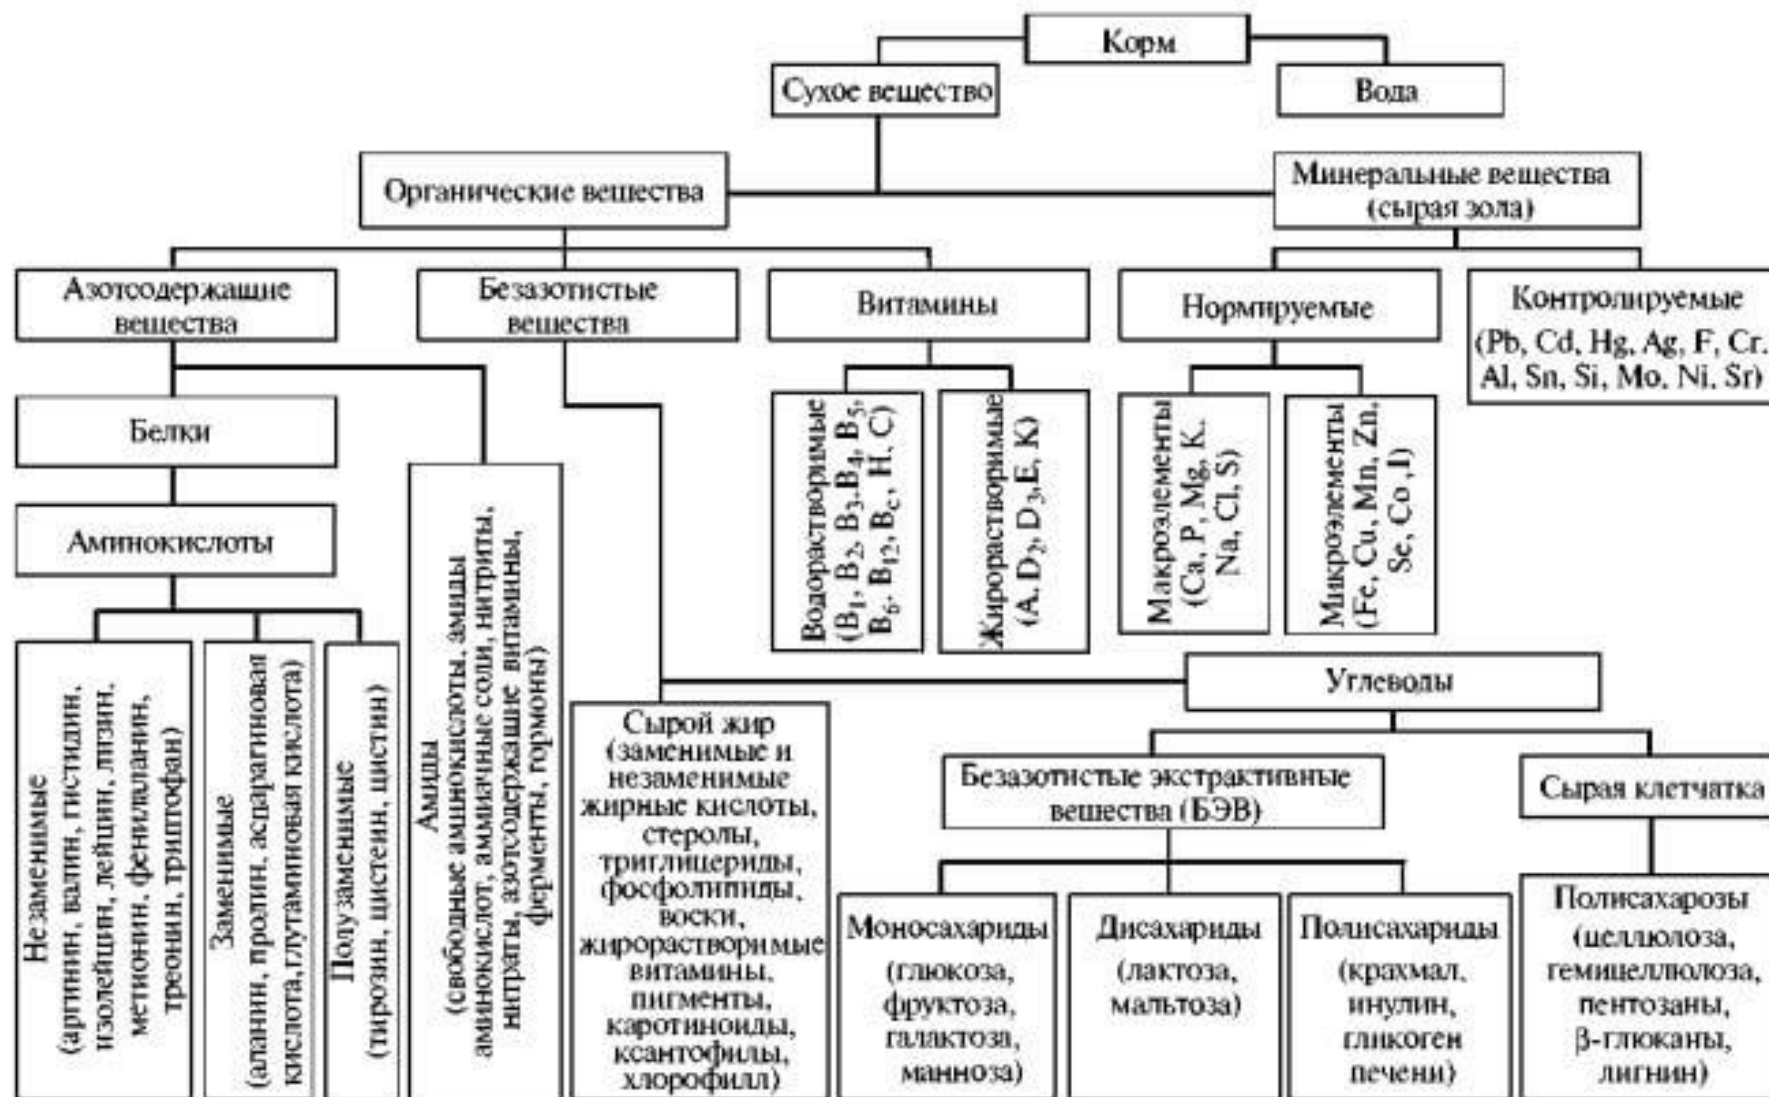 Корм
Сухое вещество
Вода
Органические вещества
Минеральные вещества
(сырая зола)
Азотсодержащие
вещества
Безазотистые
вещества
Витамины
Нормируемые
Контролируемые
(Pb, Cd, Hg, Ag, F, Cr,
Al, Sn, Si, Mo, Ni, Sr)
Белки
Аминокислоты
Незаменимые
(аргинин, валин, гистидин,
изолейцин, лейцин, лизин,
метионин, фенилаланин,
треонин, триптофан)
Заменимые
(аланин, пролин, аспарагиновая
кислота, глутаминовая кислота)
Полузаменимые
(тирозин, цистеин, цистин)
Амиды
(свободные аминокислоты, амиды
аминокислот, аммиачные соли, нитриты,
нитраты, азотсодержащие витамины,
ферменты, гормоны)
Водорастворимые
(B₁, B₂, B₃, B₄, B₅,
B₆, B₁₂, B_C, H, C)
Жирорастворимые
(A, D₂, D₃, E, K)
Макроэлементы
(Ca, P, Mg, K,
Na, Cl, S)
Микроэлементы
(Fe, Cu, Mn, Zn,
Se, Co, I)
Сырой жир
(заменимые и
незаменимые
жирные кислоты,
стеролы,
триглицериды,
фосфолипиды,
воски,
жирорастворимые
витамины,
пигменты,
каротиноиды,
ксантофилы,
хлорофилл)
Углеводы
Безазотистые экстрактивные
вещества (БЭВ)
Сырая клетчатка
Моносахариды
(глюкоза,
фруктоза,
галактоза,
манноза)
Дисахариды
(лактоза,
мальтоза)
Полисахариды
(крахмал,
инулин,
гликоген
печени)
Полисахарозы
(целлюлоза,
гемицеллюлоза,
пентозаны,
β-глюканы,
лигнин)